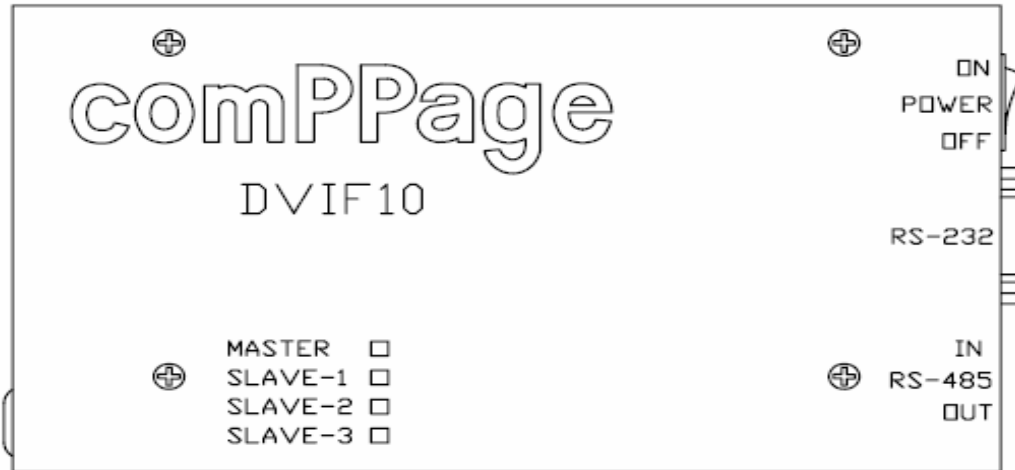 comPPage
DVIF10
ON
POWER
OFF
RS-232
MASTER
SLAVE-1
SLAVE-2
SLAVE-3
IN
RS-485
OUT